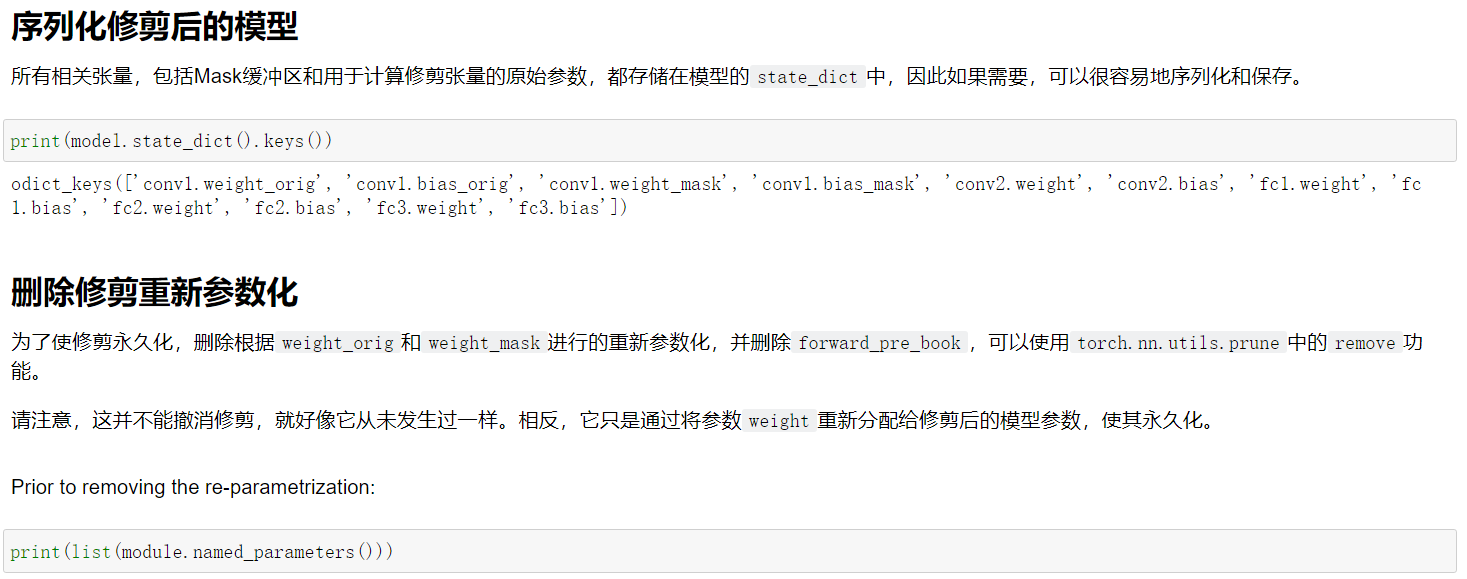 序列化修剪后的模型
所有相关张量，包括Mask缓冲区和用于计算修剪张量的原始参数，都存储在模型的 state_dict 中，因此如果需要，可以很容易地序列化和保存。
print(model.state_dict().keys())
odict_keys(['conv1.weight_orig', 'conv1.bias_orig', 'conv1.weight_mask', 'conv1.bias_mask', 'conv2.weight', 'conv2.bias', 'fc1.weight', 'fc
1.bias', 'fc2.weight', 'fc2.bias', 'fc3.weight', 'fc3.bias'])
删除修剪重新参数化
为了使修剪永久化，删除根据 weight_orig 和 weight_mask 进行的重新参数化，并删除 forward_pre_book ，可以使用 torch.nn.utils.prune 中的 remove 功
能。
请注意，这并不能撤消修剪，就好像它从未发生过一样。相反，它只是通过将参数 weight 重新分配给修剪后的模型参数，使其永久化。
Prior to removing the re-parametrization:
print(list(module.named_parameters()))